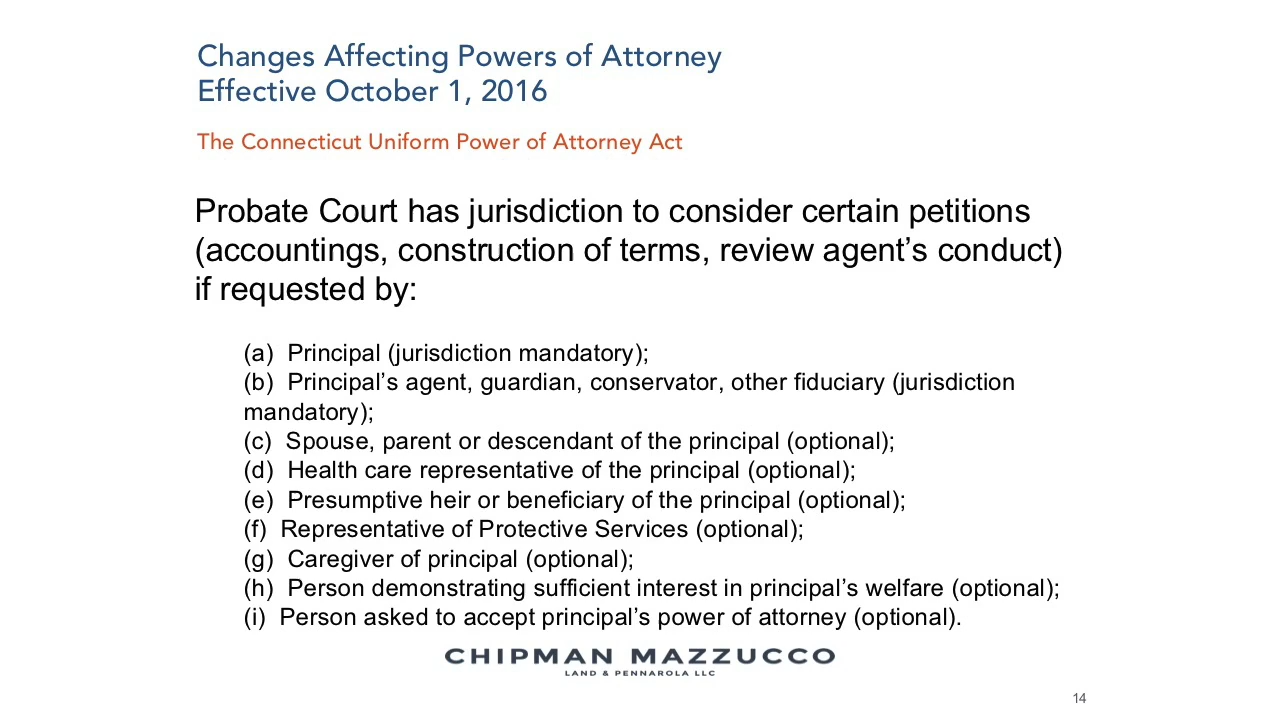 Changes Affecting Powers of Attorney
Effective October 1, 2016
The Connecticut Uniform Power of Attorney Act
Probate Court has jurisdiction to consider certain petitions
(accountings, construction of terms, review agent’s conduct)
if requested by:
(a) Principal (jurisdiction mandatory);
(b) Principal’s agent, guardian, conservator, other fiduciary (jurisdiction
mandatory);
(c) Spouse, parent or descendant of the principal (optional);
(d) Health care representative of the principal (optional);
(e) Presumptive heir or beneficiary of the principal (optional);
(f) Representative of Protective Services (optional);
(g) Caregiver of principal (optional);
(h) Person demonstrating sufficient interest in principal’s welfare (optional);
(i) Person asked to accept principal’s power of attorney (optional).
CHIPMAN MAZZUCCO
LAND & PENNAROLA LLC
14